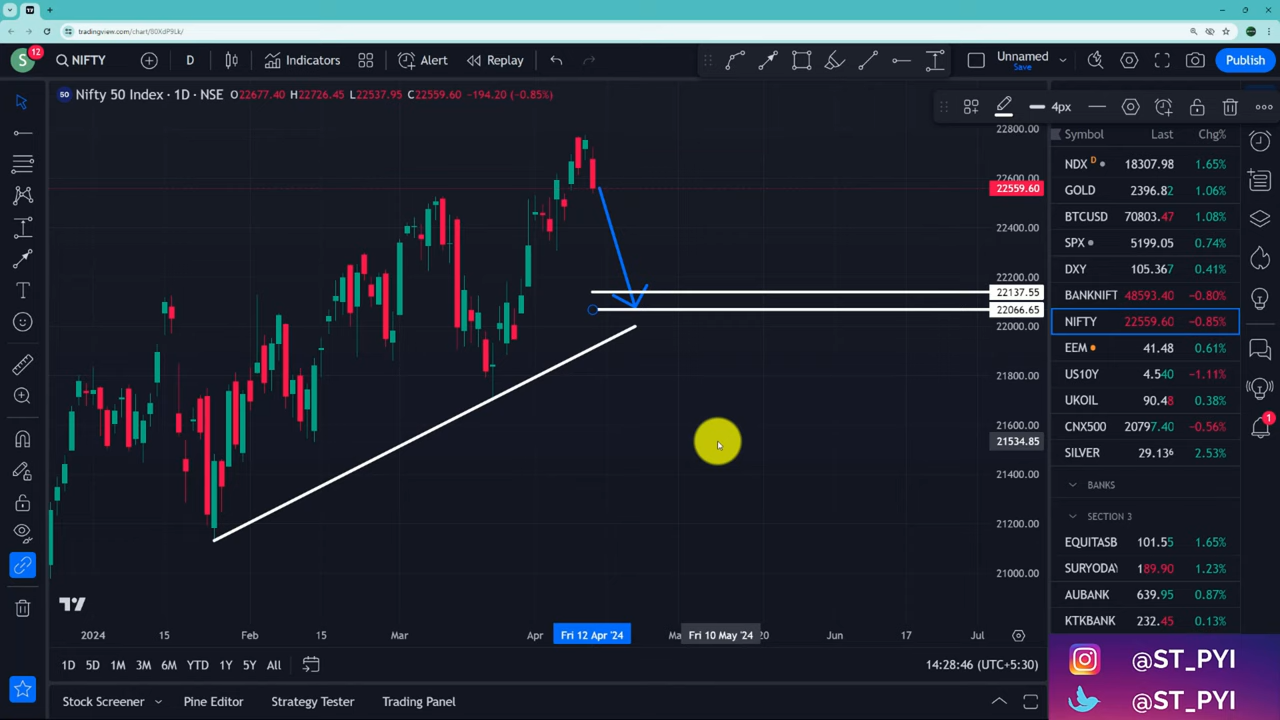 tradingview.com/chart/80XdP9Lk/
S 12 NIFTY D Indicators Alert Replay Unnamed Save Publish
50 Nifty 50 Index · 1D · NSE O22677.40 H22726.45 L22537.95 C22559.60 -194.20 (-0.85%)
4px
22800.00
22600.00
22559.60
22400.00
22200.00
22137.55
22066.65
22000.00
21800.00
21600.00
21534.85
21400.00
21200.00
21000.00
Symbol Last Chg%
NDX D 18307.98 1.65%
GOLD 2396.82 1.06%
BTCUSD 70803.47 1.08%
SPX 5199.05 0.74%
DXY 105.367 0.41%
BANKNIFT 48593.40 -0.80%
NIFTY 22559.60 -0.85%
EEM 41.48 0.61%
US10Y 4.540 -1.11%
UKOIL 90.48 0.38%
CNX500 20797.40 -0.56%
SILVER 29.136 2.53%
BANKS
SECTION 3
EQUITASB 101.55 1.65%
SURYODA 189.90 1.23%
AUBANK 639.95 0.87%
KTKBANK 232.45 0.13%
1
2024 15 Feb 15 Mar Apr Fri 12 Apr '24 Ma Fri 10 May '24 20 Jun 17 Jul
1D 5D 1M 3M 6M YTD 1Y 5Y All 14:28:46 (UTC+5:30)
Stock Screener Pine Editor Strategy Tester Trading Panel
@ST_PYI
@ST_PYI